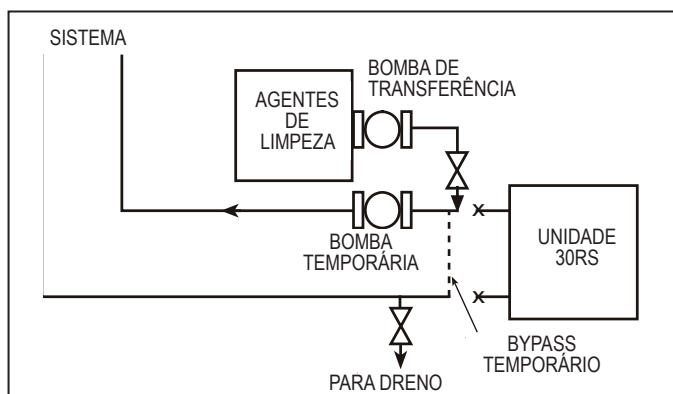 SISTEMA
BOMBA DE
TRANSFERÊNCIA
AGENTES
DE
LIMPEZA
UNIDADE
30RS
BOMBA
TEMPORÁRIA
BYPASS
TEMPORÁRIO
PARA DRENO